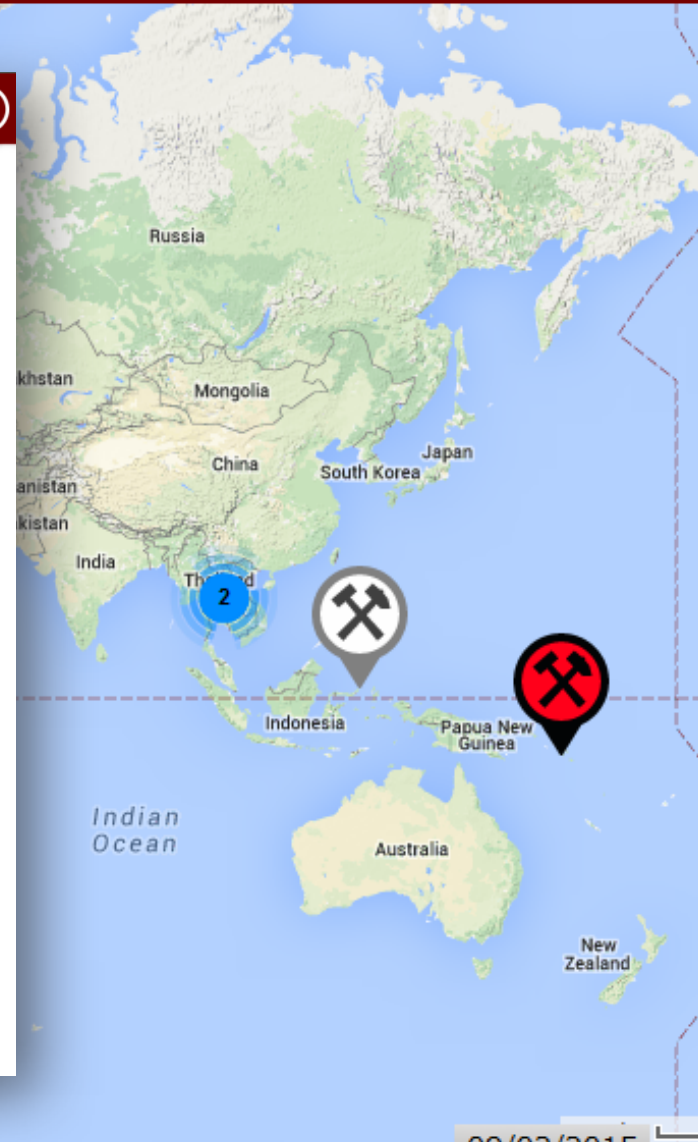 Russia
khstan
Mongolia
China
South Korea
Japan
anistan
kistan
India
2
Indonesia
Papua New
Guinea
Indian
Ocean
Australia
New
Zealand